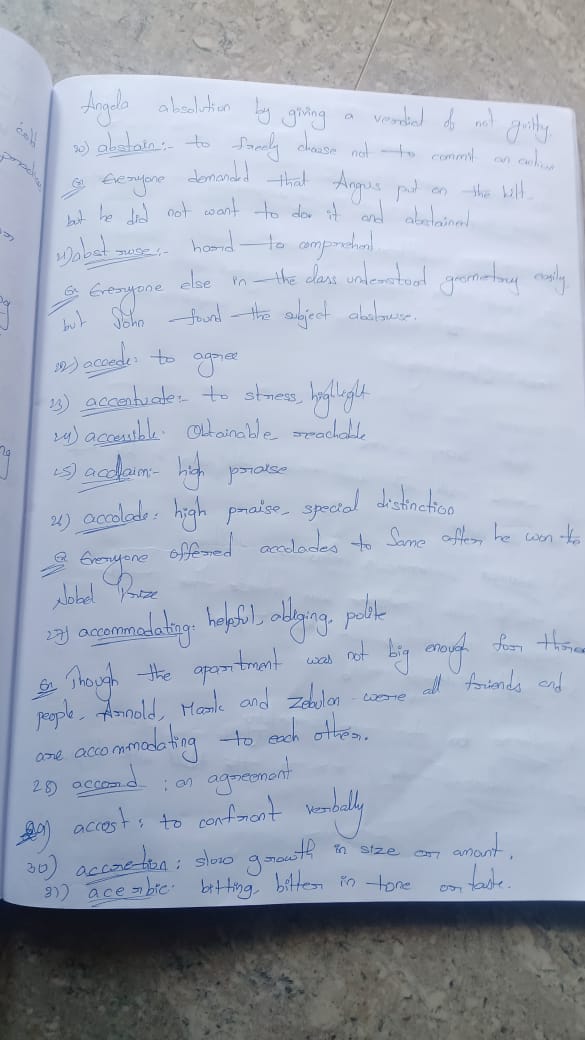 Angela absolution by giving a verdict of not guilty.
20) abstain:- to freely choose not to commit an action
Ex Everyone demanded that Angus put on the kilt
but he did not want to do it and abstained
21) abstruse:- hard to comprehend
Ex Everyone else in the class understood geometry easily
but John found the subject abstruse.
22) accede: to agree
23) accentuate:- to stress, highlight
24) accessible: Obtainable, reachable
25) acclaim:- high praise
26) accolade: high praise, special distinction
Ex Everyone offered accolades to Same after he won the
Nobel Prize
27) accommodating: helpful, obliging, polite
Ex Though the apartment was not big enough for three
people, Arnold, Mark and Zebulon were all friends and
are accommodating to each other.
28) accord : an agreement
29) accost: to confront verbally
30) accretion: slow growth in size or amant.
31) acerbic: bitting, bitter in tone or taste.